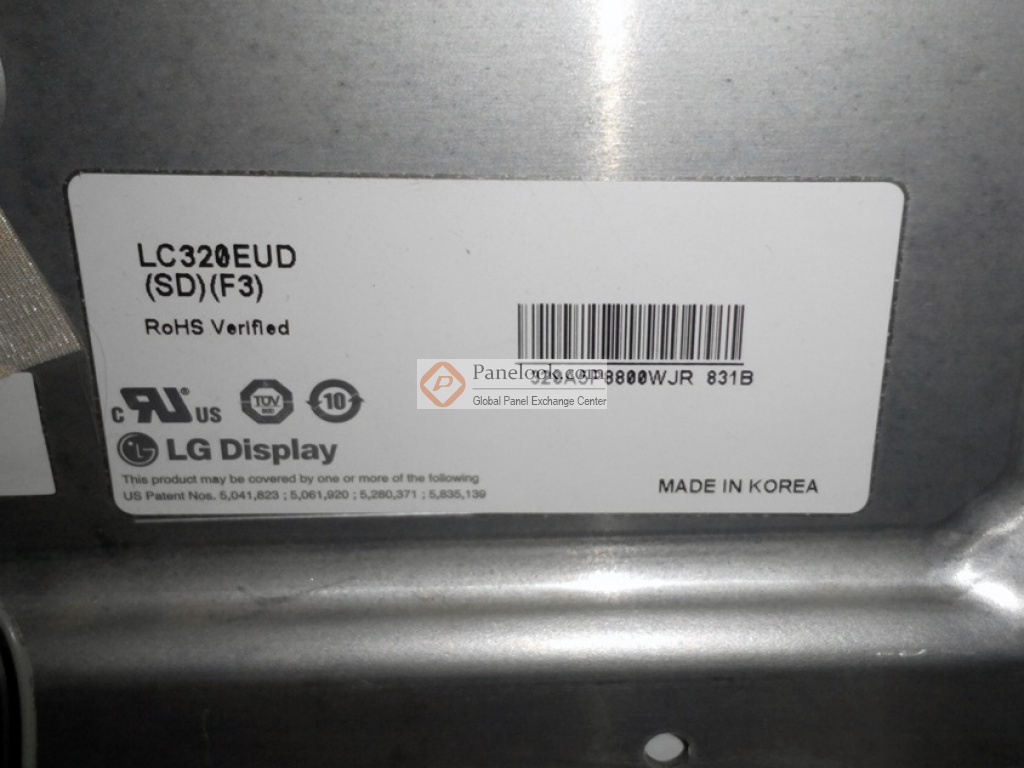 LC320EUD
(SD)(F3)
RoHS Verified
Panelook.com
Global Panel Exchange Center
831B
c RU US
TÜV
10
LG Display
This product may be covered by one or more of the following
US Patent Nos. 5,041,823 ; 5,061,920 ; 5,280,371 ; 5,835,139
MADE IN KOREA